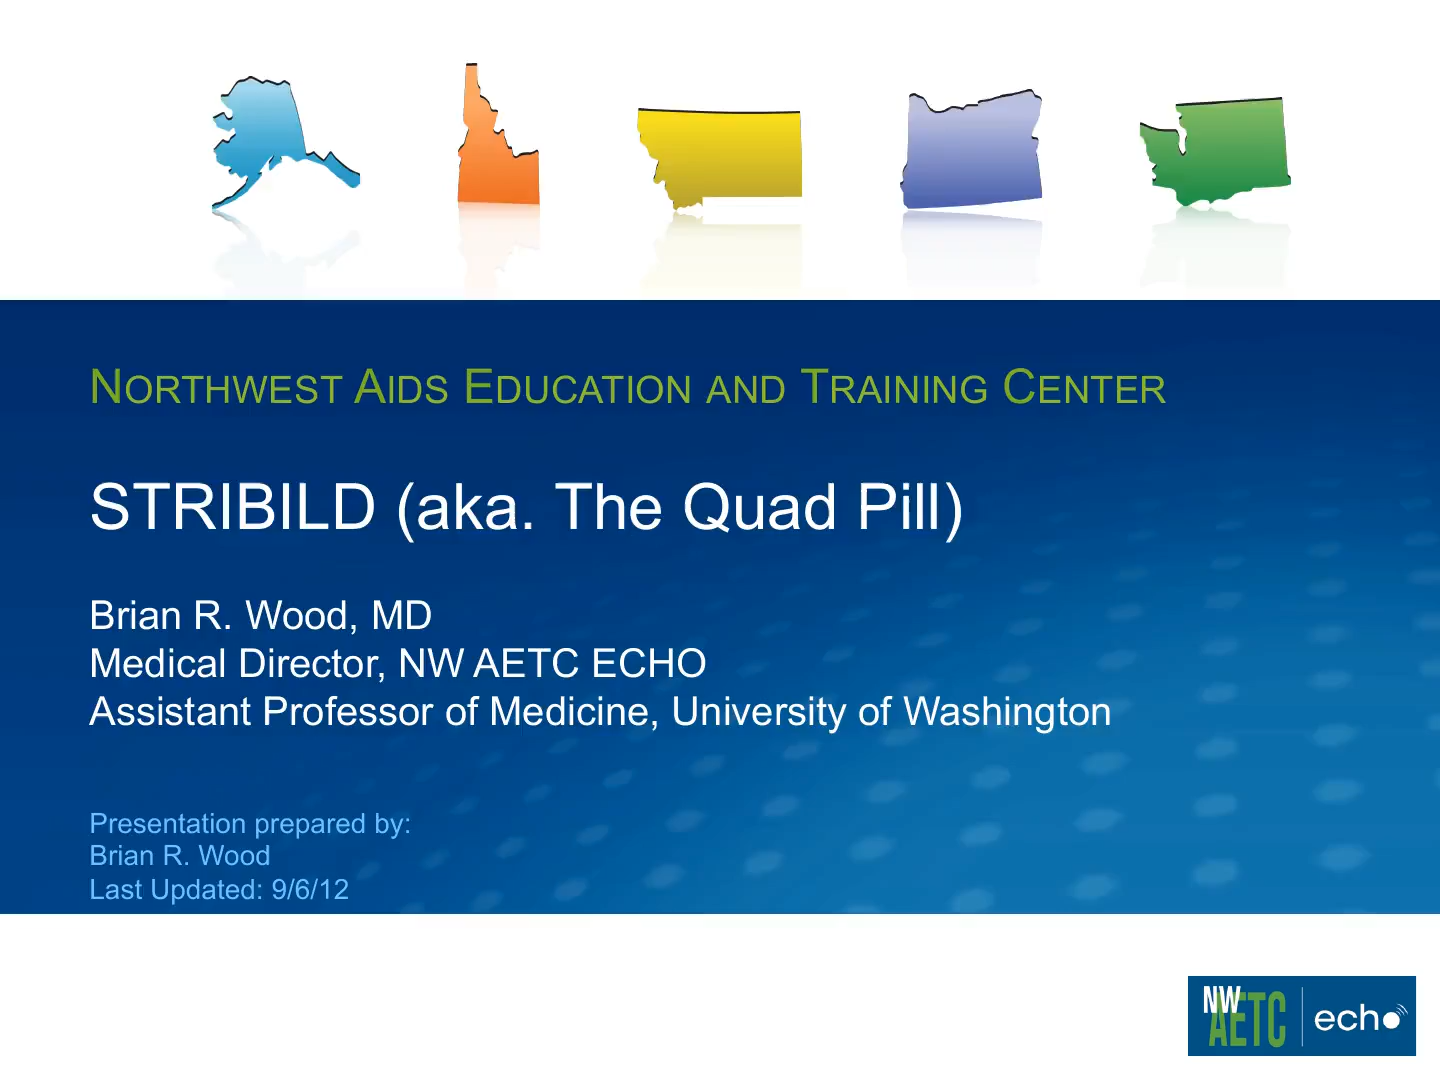 NORTHWEST AIDS EDUCATION AND TRAINING CENTER
STRIBILD (aka. The Quad Pill)
Brian R. Wood, MD
Medical Director, NW AETC ECHO
Assistant Professor of Medicine, University of Washington
Presentation prepared by:
Brian R. Wood
Last Updated: 9/6/12
NW
AETC
echo